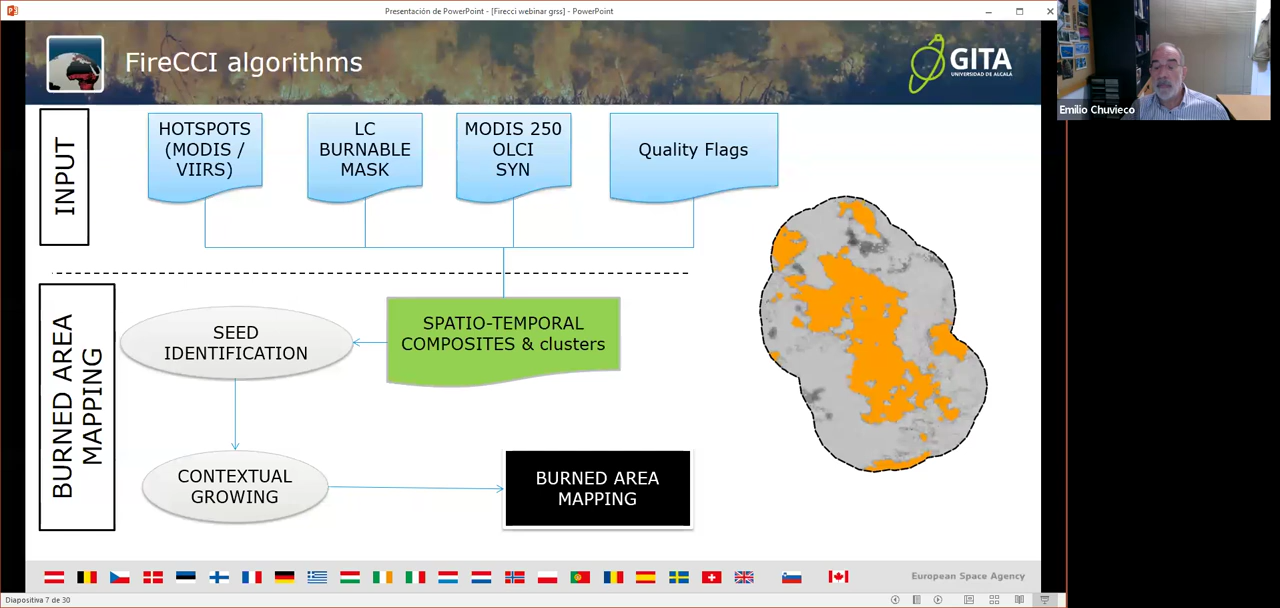 Presentación de PowerPoint - [Firecci webinar grss] - PowerPoint
FireCCI algorithms
GITA
UNIVERSIDAD DE ALCALÁ
Emilio Chuvieco
INPUT
HOTSPOTS
(MODIS /
VIIRS)
LC
BURNABLE
MASK
MODIS 250
OLCI
SYN
Quality Flags
BURNED AREA
MAPPING
SEED
IDENTIFICATION
SPATIO-TEMPORAL
COMPOSITES & clusters
CONTEXTUAL
GROWING
BURNED AREA
MAPPING
European Space Agency
Diapositiva 7 de 30